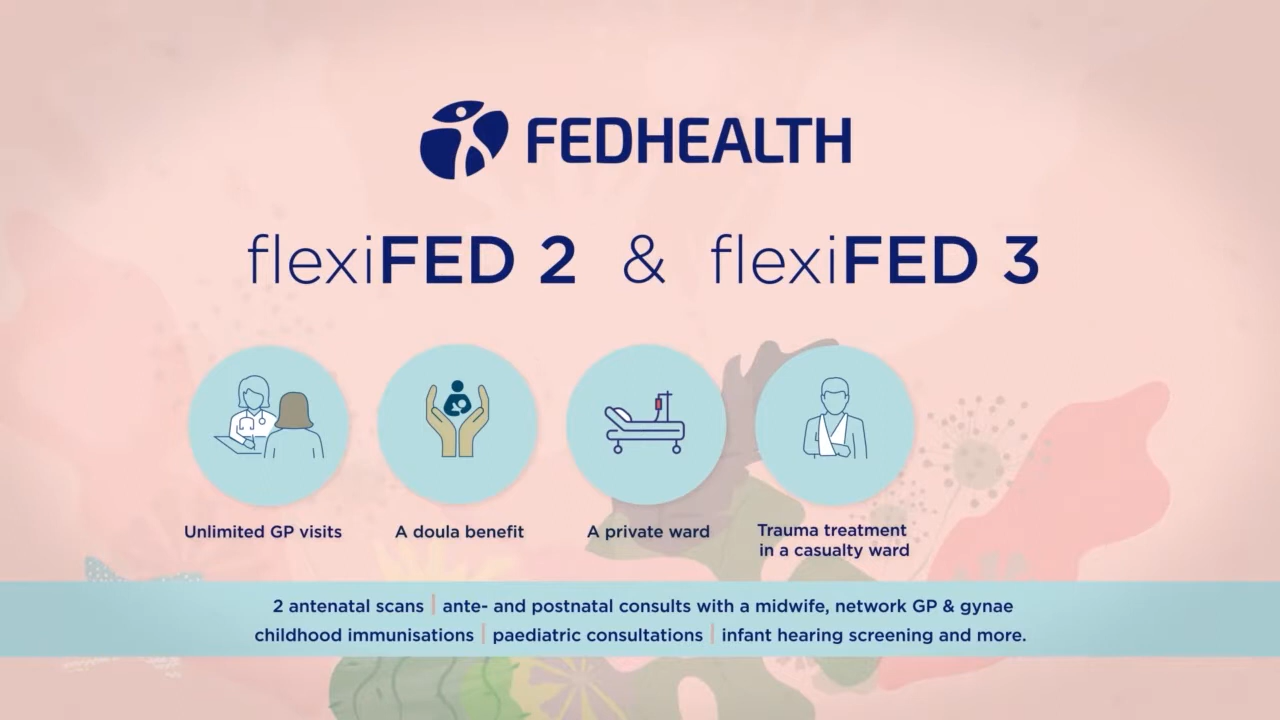 FEDHEALTH
flexiFED 2 & flexiFED 3
Unlimited GP visits
A doula benefit
A private ward
Trauma treatment
in a casualty ward
2 antenatal scans | ante- and postnatal consults with a midwife, network GP & gynae
childhood immunisations | paediatric consultations | infant hearing screening and more.